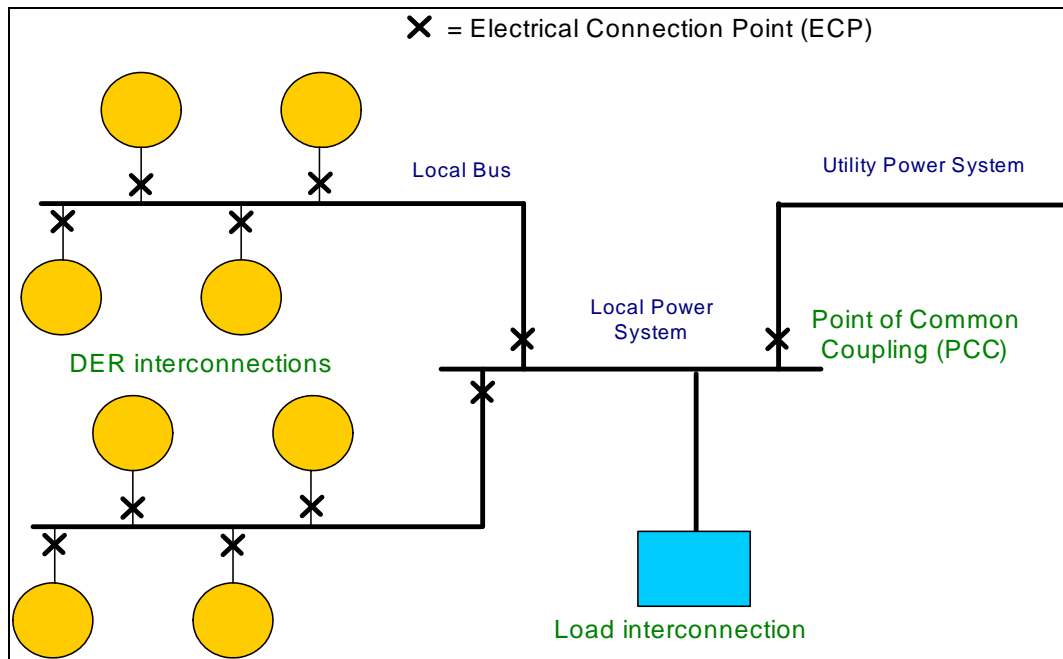 = Electrical Connection Point (ECP)
Local Bus
Utility Power System
Local Power
System
Point of Common
Coupling (PCC)
DER interconnections
Load interconnection